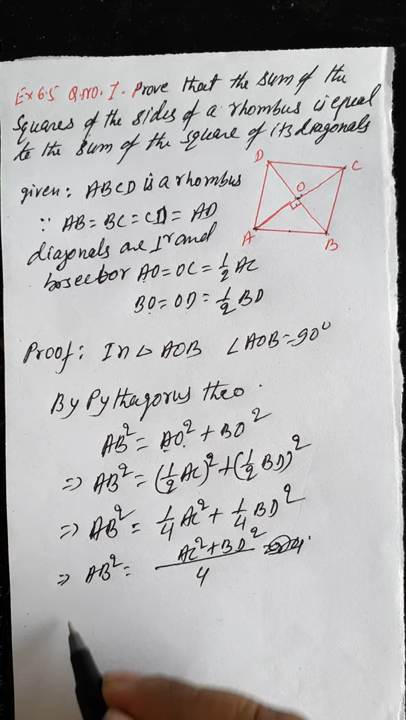 Ex 6.5 Q.NO. 7. Prove that the sum of the
squares of the sides of a rhombus is equal
to the sum of the square of its diagonals
given: ABCD is a rhombus
∵ AB = BC = CD = AD
diagonals are ⊥r and
bosector AO = OC = 1/2 AC
BO = OD = 1/2 BD
D
C
O
A
B
Proof: In △ AOB ∠AOB = 90°
By Pythagorus theo.
AB² = AO² + BO²
⇒ AB² = (1/2 AC)² + (1/2 BD)²
⇒ AB² = 1/4 AC² + 1/4 BD²
⇒ AB² = AC² + BD² / 4